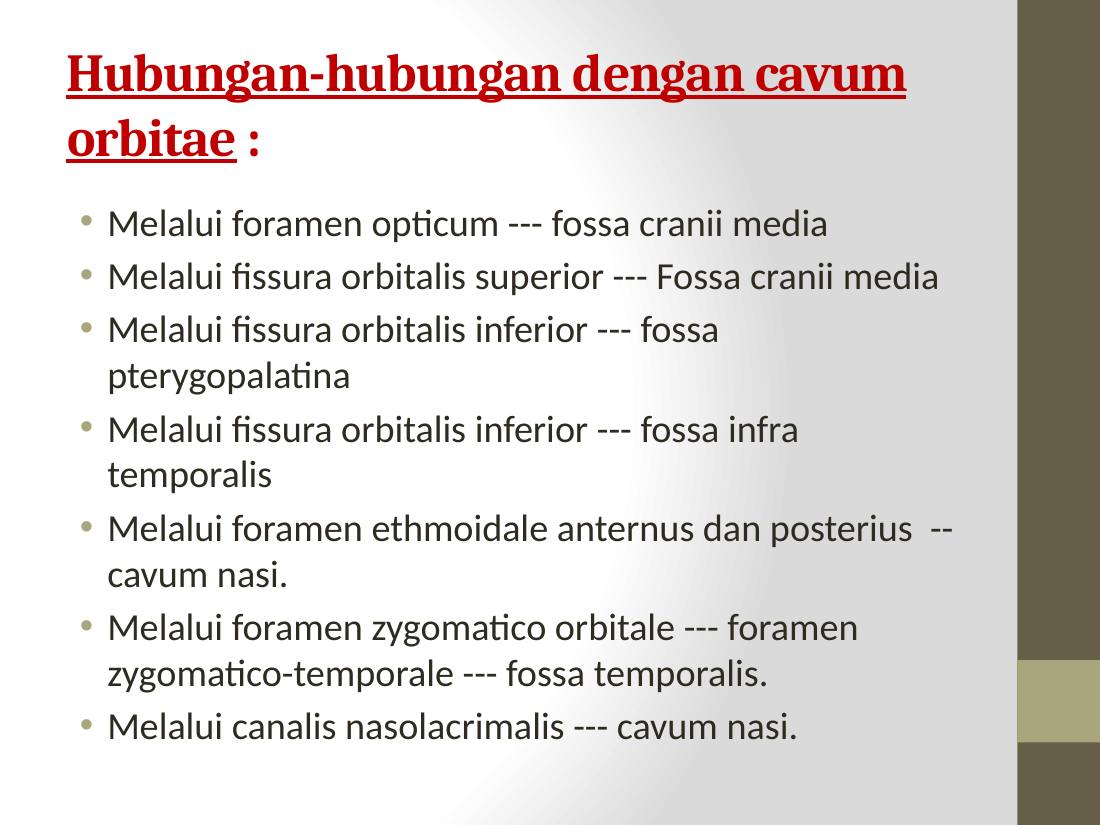 Hubungan-hubungan dengan cavum
orbitae :
• Melalui foramen opticum --- fossa cranii media
• Melalui fissura orbitalis superior --- Fossa cranii media
• Melalui fissura orbitalis inferior --- fossa
pterygopalatina
• Melalui fissura orbitalis inferior --- fossa infra
temporalis
• Melalui foramen ethmoidale anternus dan posterius  --
cavum nasi.
• Melalui foramen zygomatico orbitale --- foramen
zygomatico-temporale --- fossa temporalis.
• Melalui canalis nasolacrimalis --- cavum nasi.